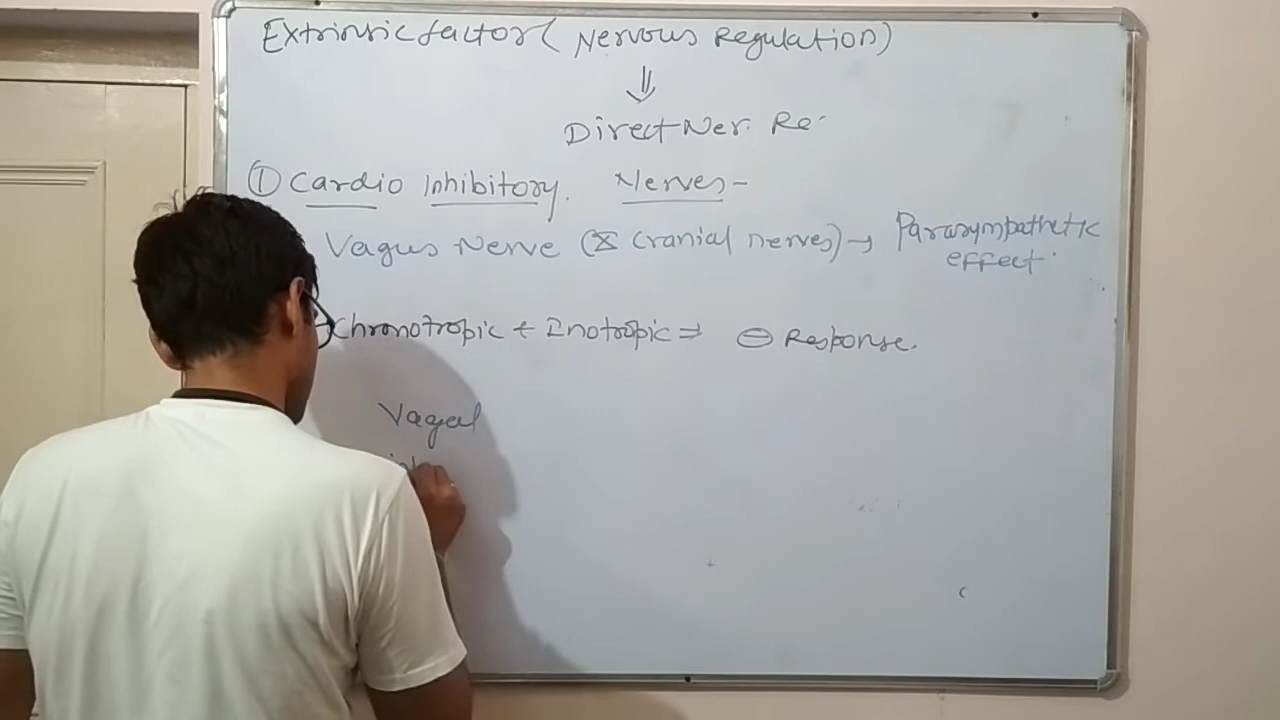 Extrinsic factor ( Nervous Regulation)
⇓
Direct Ner. Re.
① Cardio Inhibitory. Nerves-
Vagus Nerve (X Cranial nerves) → Parasympathetic effect.
Chronotropic + Inotropic ⇒ ⊖ Response.
Vagal